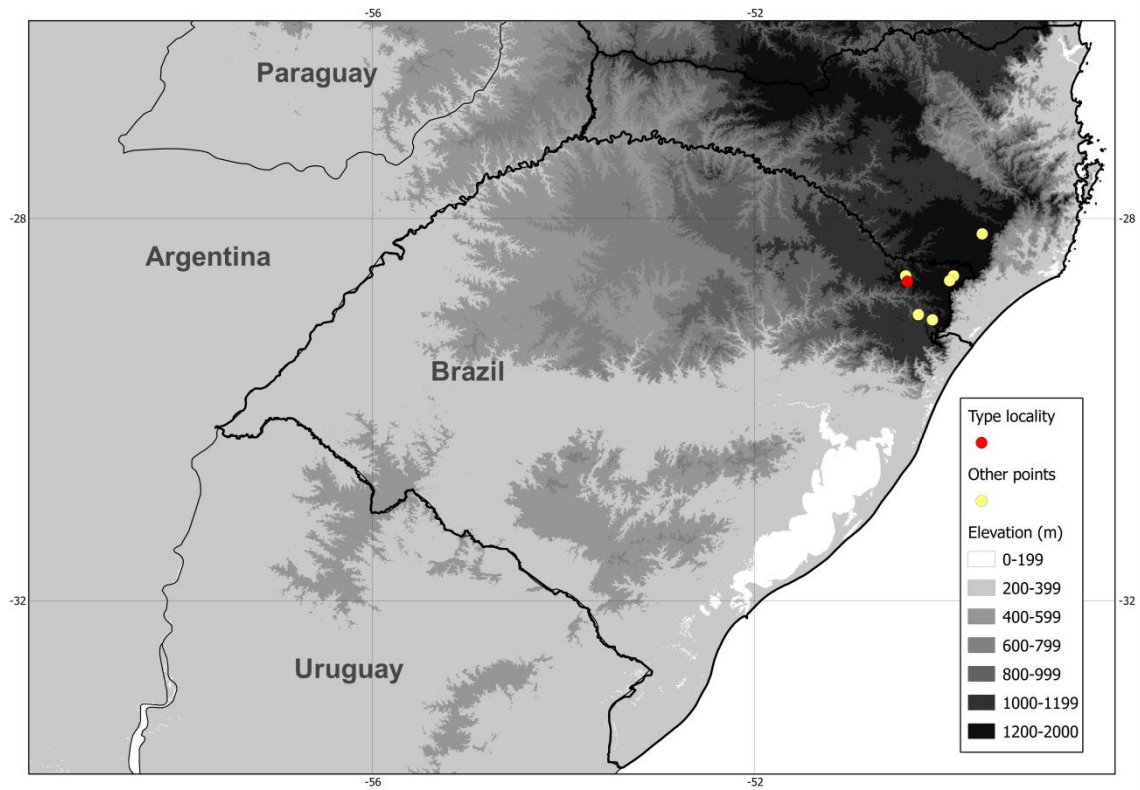 -56
-52
Paraguay
-28
-28
Argentina
Brazil
Type locality
Other points
Elevation (m)
0-199
200-399
400-599
600-799
800-999
1000-1199
1200-2000
-32
-32
Uruguay
-56
-52